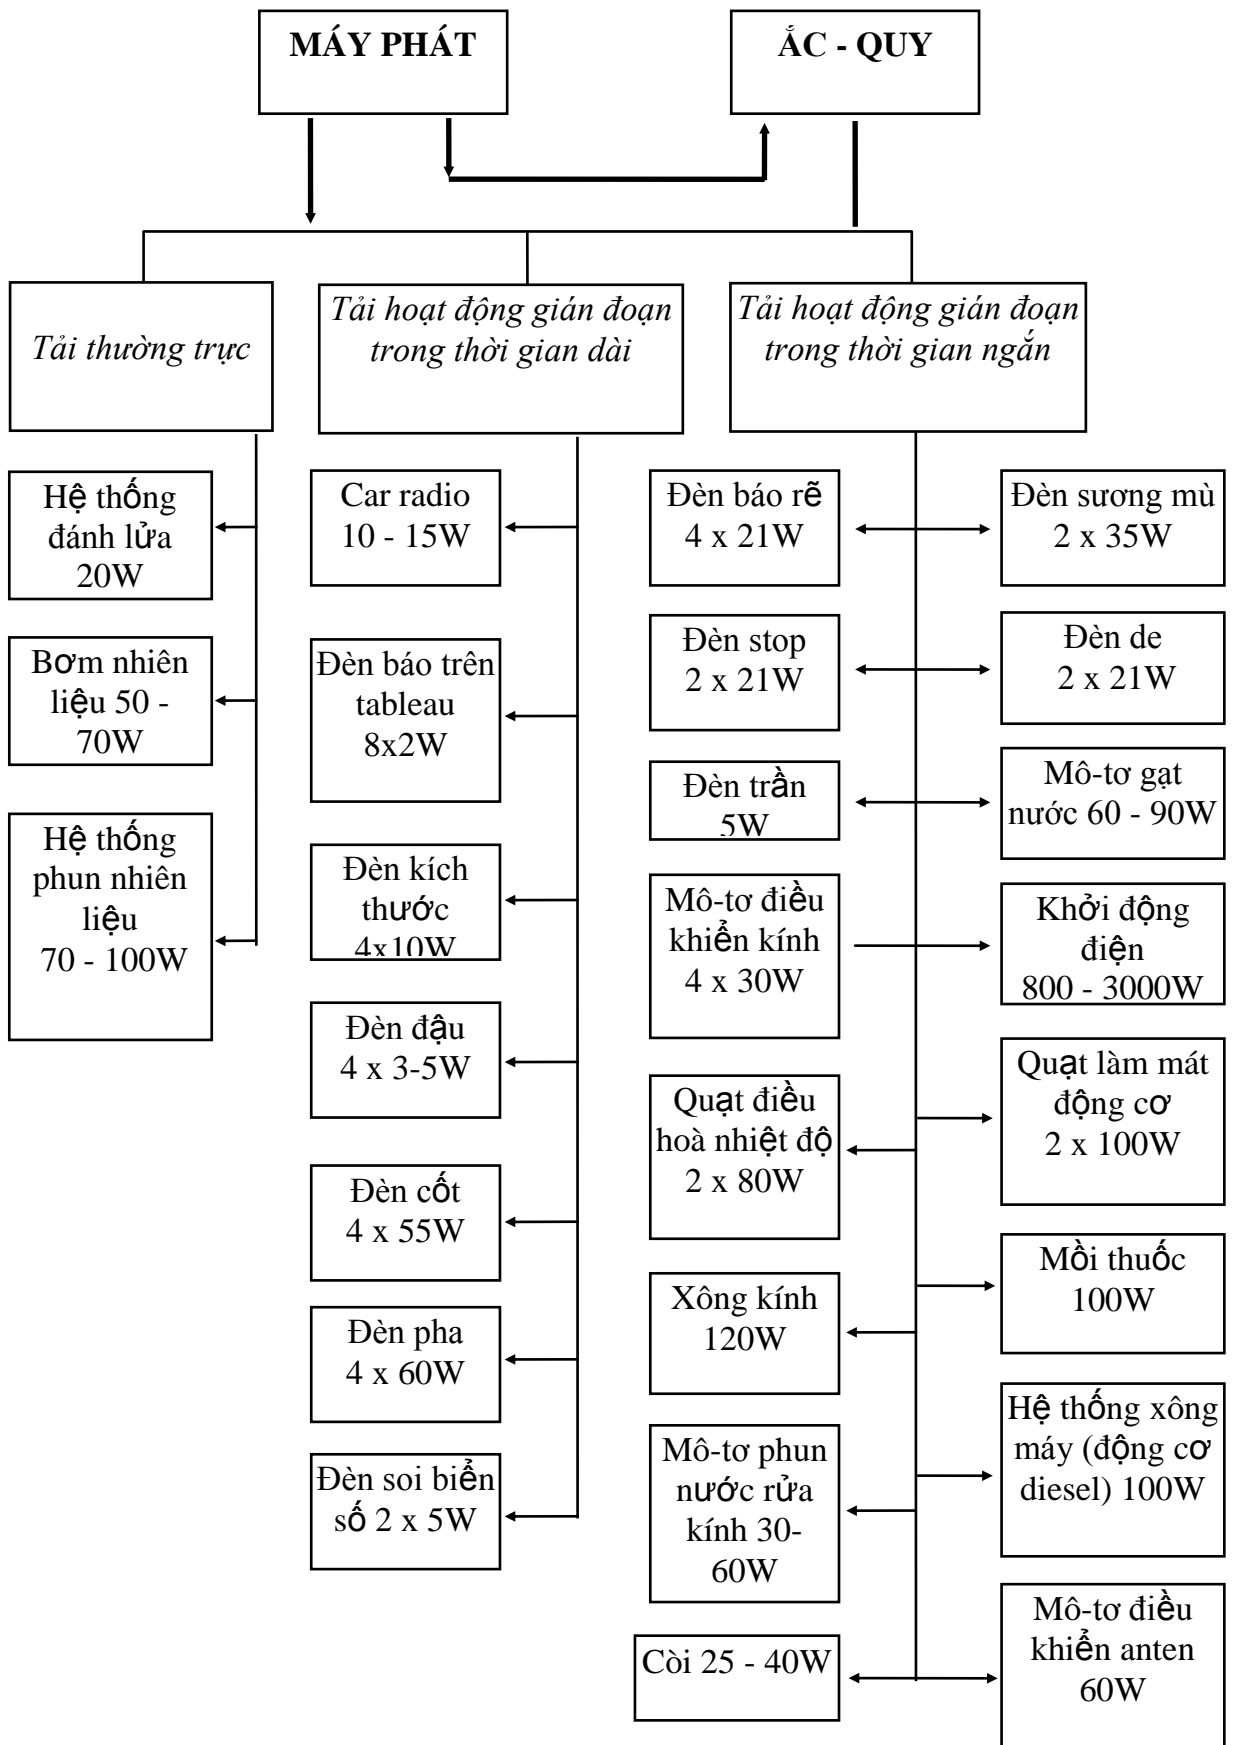 MÁY PHÁT
ẮC - QUY
Tải thường trực
Tải hoạt động gián đoạn
trong thời gian dài
Tải hoạt động gián đoạn
trong thời gian ngắn
Hệ thống
đánh lửa
20W
Bơm nhiên
liệu 50 -
70W
Hệ thống
phun nhiên
liệu
70 - 100W
Car radio
10 - 15W
Đèn báo trên
tableau
8x2W
Đèn kích
thước
4x10W
Đèn đậu
4 x 3-5W
Đèn cốt
4 x 55W
Đèn pha
4 x 60W
Đèn soi biển
số 2 x 5W
Đèn báo rẽ
4 x 21W
Đèn stop
2 x 21W
Đèn trần
5W
Mô-tơ điều
khiển kính
4 x 30W
Quạt điều
hoà nhiệt độ
2 x 80W
Xông kính
120W
Mô-tơ phun
nước rửa
kính 30-
60W
Còi 25 - 40W
Đèn sương mù
2 x 35W
Đèn de
2 x 21W
Mô-tơ gạt
nước 60 - 90W
Khởi động
điện
800 - 3000W
Quạt làm mát
động cơ
2 x 100W
Mồi thuốc
100W
Hệ thống xông
máy (động cơ
diesel) 100W
Mô-tơ điều
khiển anten
60W